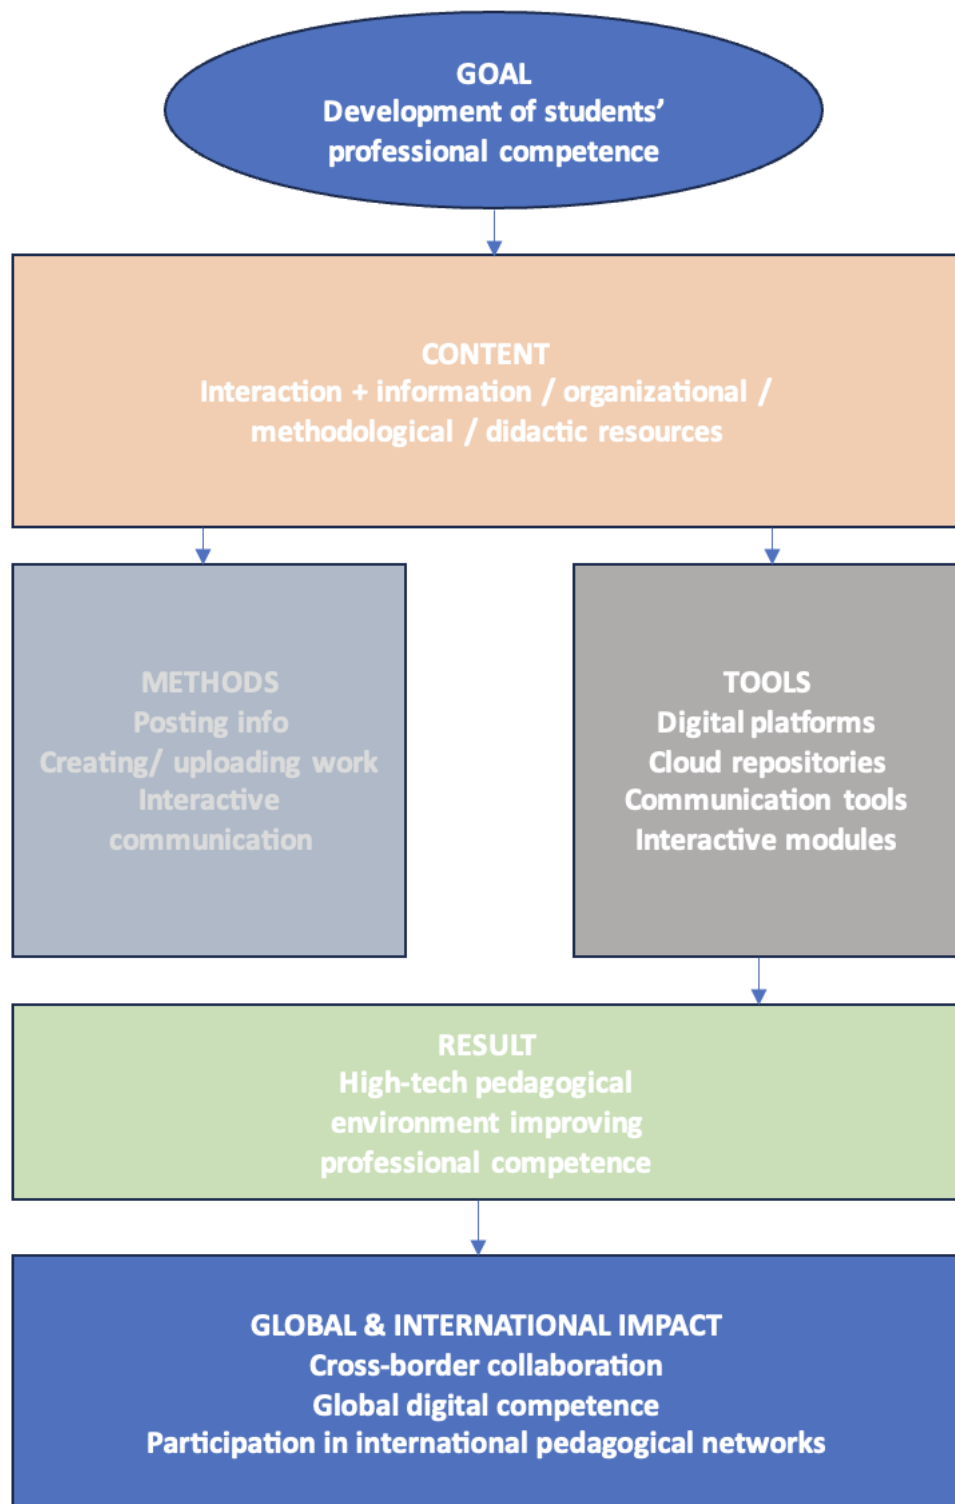 GOAL
Development of students’
professional competence
CONTENT
Interaction + information / organizational /
methodological / didactic resources
METHODS
Posting info
Creating/ uploading work
Interactive
communication
TOOLS
Digital platforms
Cloud repositories
Communication tools
Interactive modules
RESULT
High-tech pedagogical
environment improving
professional competence
GLOBAL & INTERNATIONAL IMPACT
Cross-border collaboration
Global digital competence
Participation in international pedagogical networks